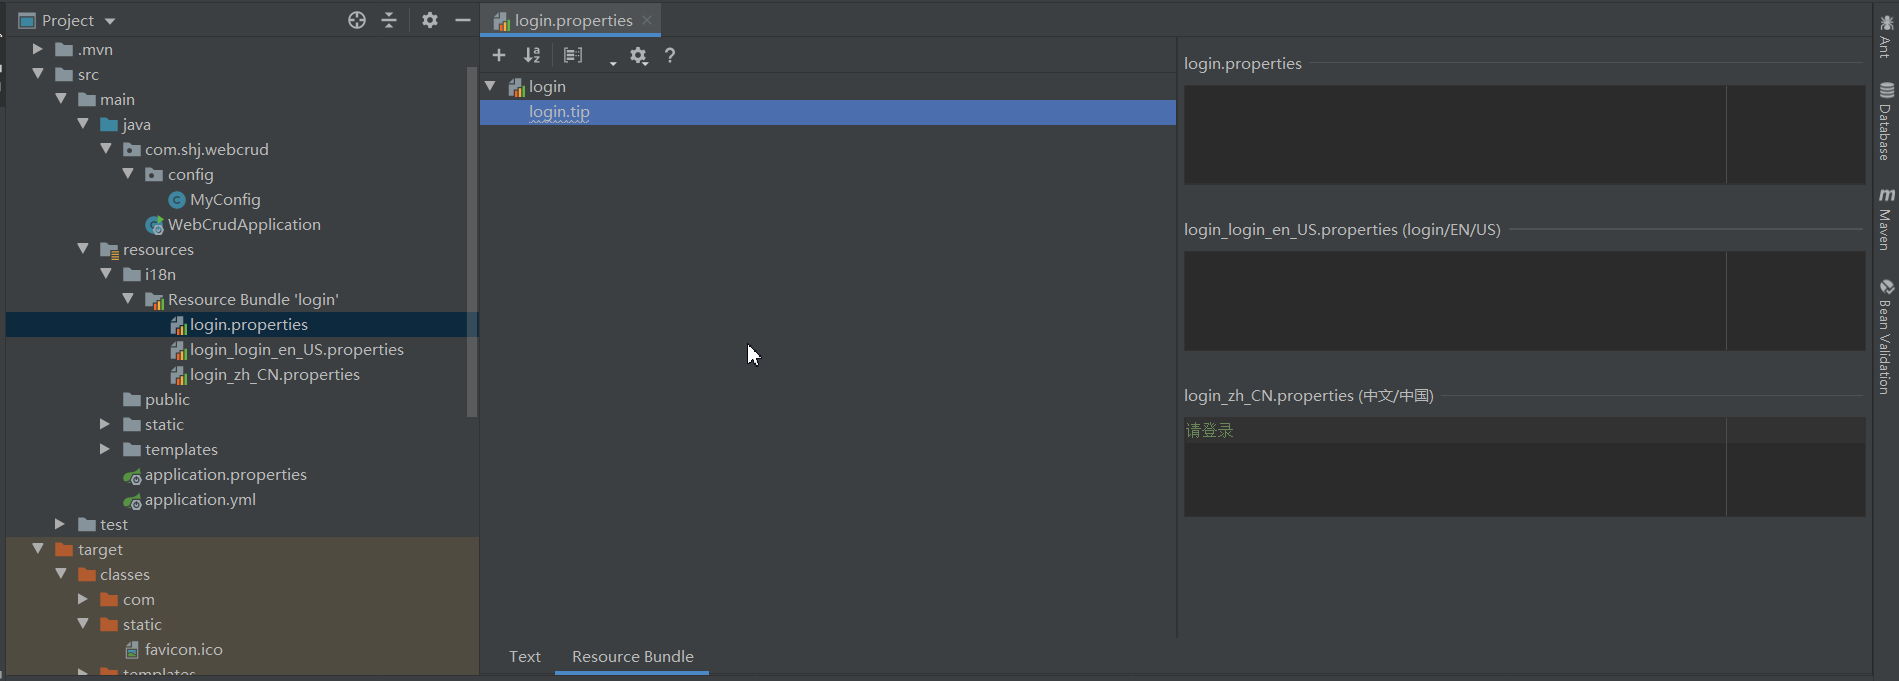 Project
.mvn
src
main
java
com.shj.webcrud
config
MyConfig
WebCrudApplication
resources
i18n
Resource Bundle 'login'
login.properties
login_login_en_US.properties
login_zh_CN.properties
public
static
templates
application.properties
application.yml
test
target
classes
com
static
favicon.ico
templates
login.properties
login
login.tip
Text
Resource Bundle
login.properties
login_login_en_US.properties (login/EN/US)
login_zh_CN.properties (中文/中国)
请登录
Ant
Database
Maven
Bean Validation